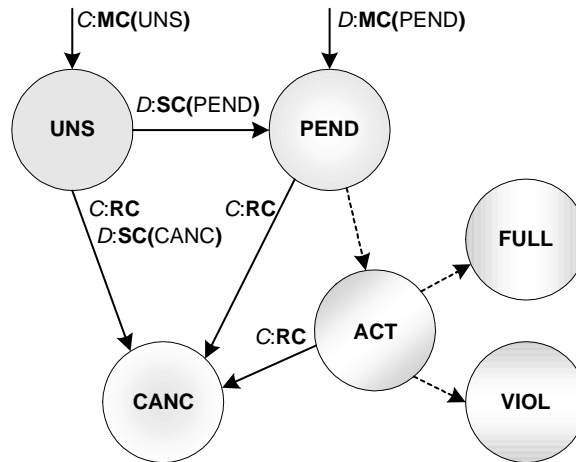 C:MC(UNS)
D:MC(PEND)
UNS
D:SC(PEND)
PEND
C:RC
D:SC(CANC)
C:RC
FULL
ACT
C:RC
CANC
VIOL